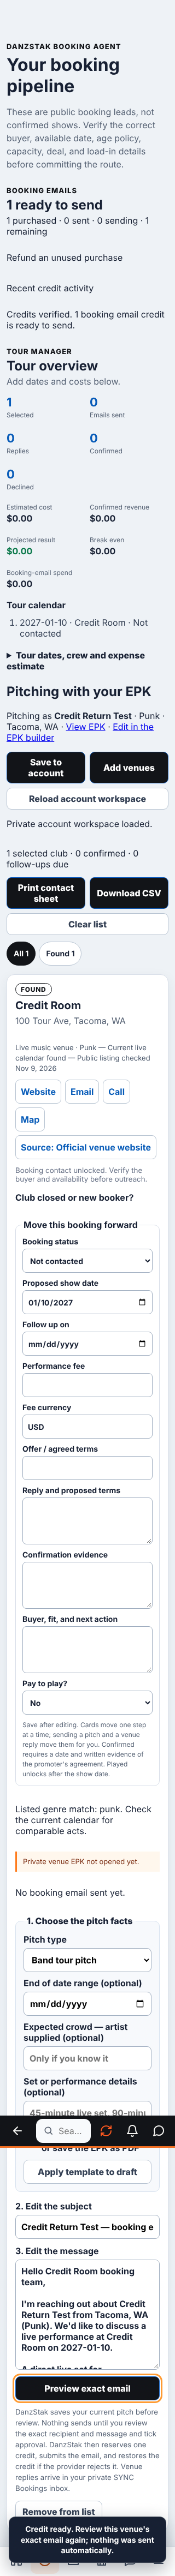 DANZSTAK BOOKING AGENT
Your booking
pipeline
These are public booking leads, not
confirmed shows. Verify the correct
buyer, available date, age policy,
capacity, deal, and load-in details
before committing the route.
BOOKING EMAILS
1 ready to send
1 purchased · 0 sent · 0 sending · 1
remaining
Refund an unused purchase
Recent credit activity
Credits verified. 1 booking email credit
is ready to send.
TOUR MANAGER
Tour overview
Add dates and costs below.
1
Selected
0
Emails sent
0
Replies
0
Confirmed
0
Declined
Estimated cost
$0.00
Confirmed revenue
$0.00
Projected result
$0.00
Break even
$0.00
Booking-email spend
$0.00
Tour calendar
1. 2027-01-10 · Credit Room · Not
contacted
▶ Tour dates, crew and expense
estimate
Pitching with your EPK
Pitching as Credit Return Test · Punk ·
Tacoma, WA · View EPK · Edit in the
EPK builder
Save to
account
Add venues
Reload account workspace
Private account workspace loaded.
1 selected club · 0 confirmed · 0
follow-ups due
Print contact
sheet
Download CSV
Clear list
All 1
Found 1
FOUND
Credit Room
100 Tour Ave, Tacoma, WA
Live music venue · Punk — Current live
calendar found — Public listing checked
Nov 9, 2026
Website
Email
Call
Map
Source: Official venue website
Booking contact unlocked. Verify the
buyer and availability before outreach.
Club closed or new booker?
Move this booking forward
Booking status
Not contacted
Proposed show date
01/10/2027
Follow up on
mm/dd/yyyy
Performance fee
Fee currency
USD
Offer / agreed terms
Reply and proposed terms
Confirmation evidence
Buyer, fit, and next action
Pay to play?
No
Save after editing. Cards move one step
at a time; sending a pitch and a venue
reply move them for you. Confirmed
requires a date and written evidence of
the promoter's agreement. Played
unlocks after the show date.
Listed genre match: punk. Check
the current calendar for
comparable acts.
Private venue EPK not opened yet.
No booking email sent yet.
1. Choose the pitch facts
Pitch type
Band tour pitch
End of date range (optional)
mm/dd/yyyy
Expected crowd — artist
supplied (optional)
Only if you know it
Set or performance details
(optional)
45-minute live set, 90-minu
Sea...
or save the EPK as PDF
Apply template to draft
2. Edit the subject
Credit Return Test — booking e
3. Edit the message
Hello Credit Room booking
team,
I'm reaching out about Credit
Return Test from Tacoma, WA
(Punk). We'd like to discuss a
live performance at Credit
Room on 2027-01-10.
A direct live set for
Preview exact email
DanzStak saves your current pitch before
review. Nothing sends until you review
the exact recipient and message and tick
approval. DanzStak then reserves one
credit, submits the email, and restores the
credit if the provider rejects it. Venue
replies arrive in your private SYNC
Bookings inbox.
Remove from list
Credit ready. Review this venue's
exact email again; nothing was sent
automatically.